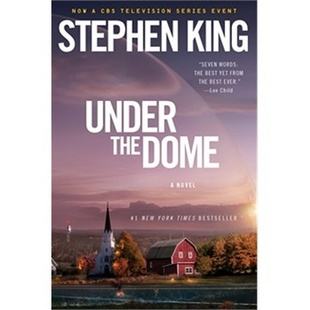 NOW A CBS TELEVISION SERIES EVENT
STEPHEN KING
"SEVEN WORDS:
THE BEST YET FROM
THE BEST EVER."
—Lee Child
UNDER
THE DOME
A NOVEL
#1 NEW YORK TIMES BESTSELLER